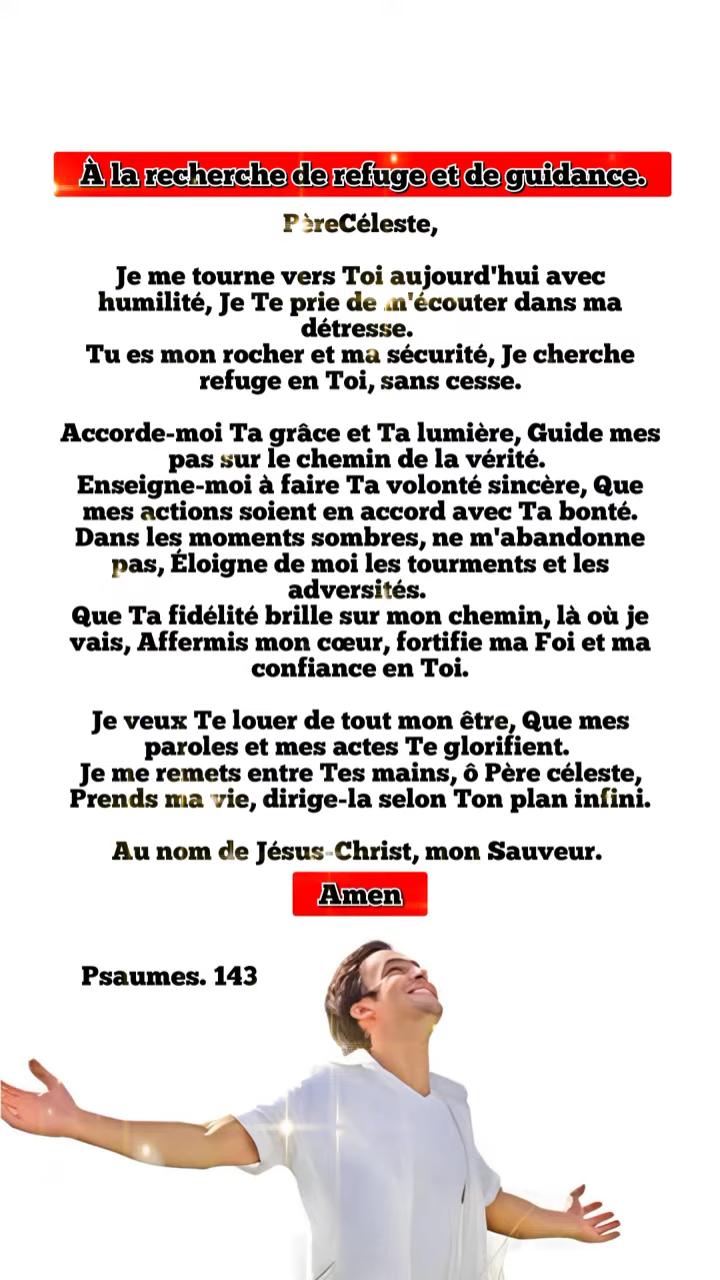 À la recherche de refuge et de guidance.
PèreCéleste,
Je me tourne vers Toi aujourd'hui avec
humilité, Je Te prie de m'écouter dans ma
détresse.
Tu es mon rocher et ma sécurité, Je cherche
refuge en Toi, sans cesse.
Accorde-moi Ta grâce et Ta lumière, Guide mes
pas sur le chemin de la vérité.
Enseigne-moi à faire Ta volonté sincère, Que
mes actions soient en accord avec Ta bonté.
Dans les moments sombres, ne m'abandonne
pas, Éloigne de moi les tourments et les
adversités.
Que Ta fidélité brille sur mon chemin, là où je
vais, Affermis mon cœur, fortifie ma Foi et ma
confiance en Toi.
Je veux Te louer de tout mon être, Que mes
paroles et mes actes Te glorifient.
Je me remets entre Tes mains, ô Père céleste,
Prends ma vie, dirige-la selon Ton plan infini.
Au nom de Jésus-Christ, mon Sauveur.
Amen
Psaumes. 143